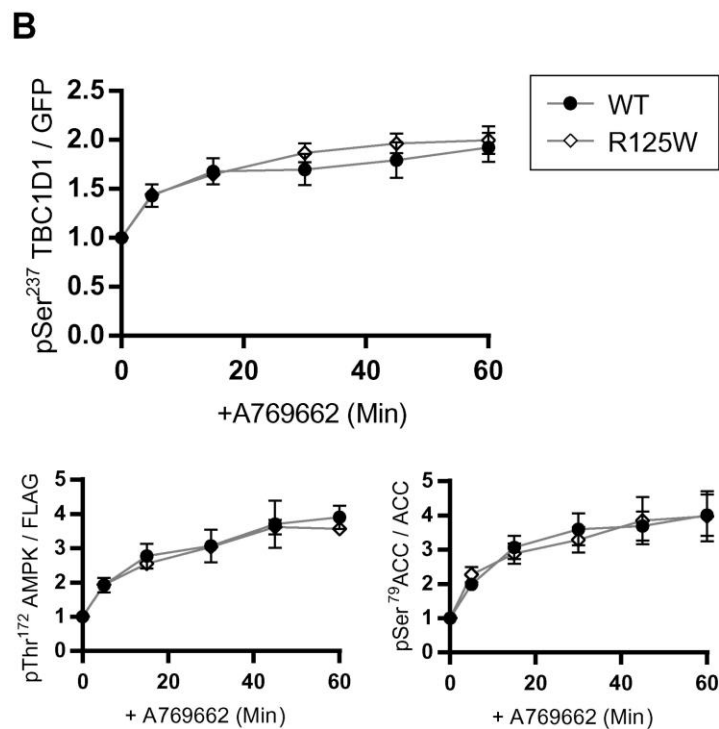 B
pSer²³⁷ TBC1D1 / GFP
2.5
2.0
1.5
1.0
0.5
0.0
0 20 40 60
+A769662 (Min)
WT
R125W
pThr¹⁷² AMPK / FLAG
5
4
3
2
1
0
0 20 40 60
+ A769662 (Min)
pSer⁷⁹ACC / ACC
5
4
3
2
1
0
0 20 40 60
+ A769662 (Min)